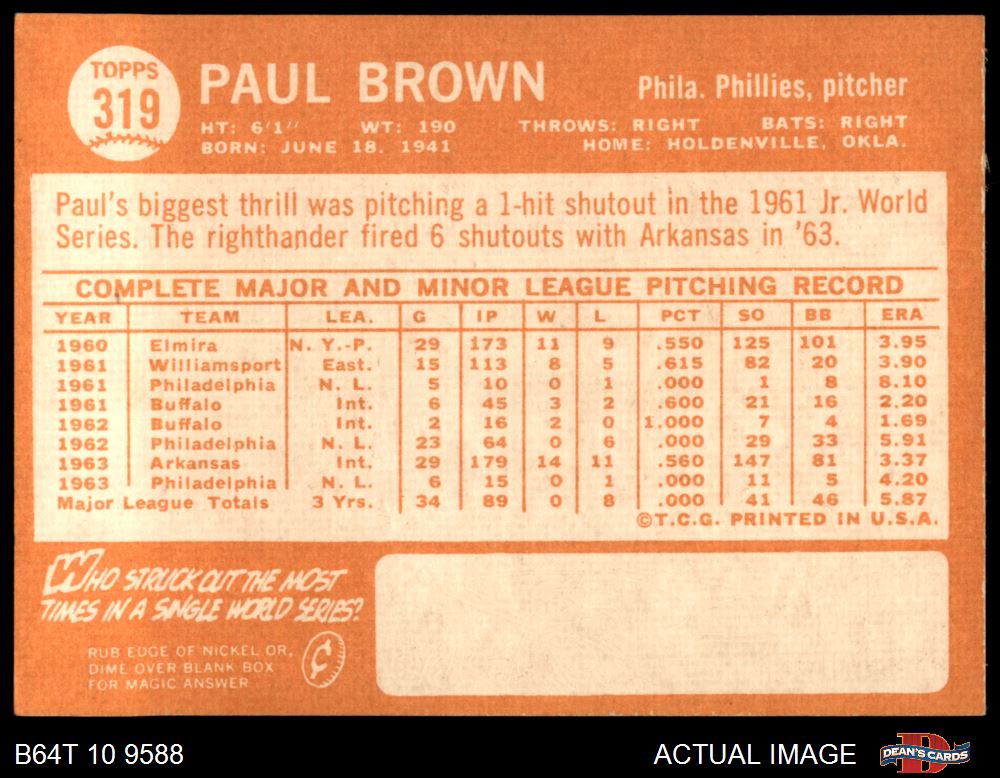 TOPPS
319
PAUL BROWN
Phila. Phillies, pitcher
HT: 6'1" WT: 190 THROWS: RIGHT BATS: RIGHT
BORN: JUNE 18, 1941 HOME: HOLDENVILLE, OKLA.
Paul's biggest thrill was pitching a 1-hit shutout in the 1961 Jr. World
Series. The righthander fired 6 shutouts with Arkansas in '63.
COMPLETE MAJOR AND MINOR LEAGUE PITCHING RECORD
YEAR TEAM LEA. G IP W L PCT SO BB ERA
1960 Elmira N. Y.-P. 29 173 11 9 .550 125 101 3.95
1961 Williamsport East. 15 113 8 5 .615 82 20 3.90
1961 Philadelphia N. L. 5 10 0 1 .000 1 8 8.10
1961 Buffalo Int. 6 45 3 2 .600 21 16 2.20
1962 Buffalo Int. 2 16 2 0 1.000 7 4 1.69
1962 Philadelphia N. L. 23 64 0 6 .000 29 33 5.91
1963 Arkansas Int. 29 179 14 11 .560 147 81 3.37
1963 Philadelphia N. L. 6 15 0 1 .000 11 5 4.20
Major League Totals 3 Yrs. 34 89 0 8 .000 41 46 5.87
©T.C.G. PRINTED IN U.S.A.
WHO STRUCK OUT THE MOST
TIMES IN A SINGLE WORLD SERIES?
RUB EDGE OF NICKEL OR,
DIME OVER BLANK BOX
FOR MAGIC ANSWER
¢
B64T 10 9588 ACTUAL IMAGE
DEAN'S CARDS